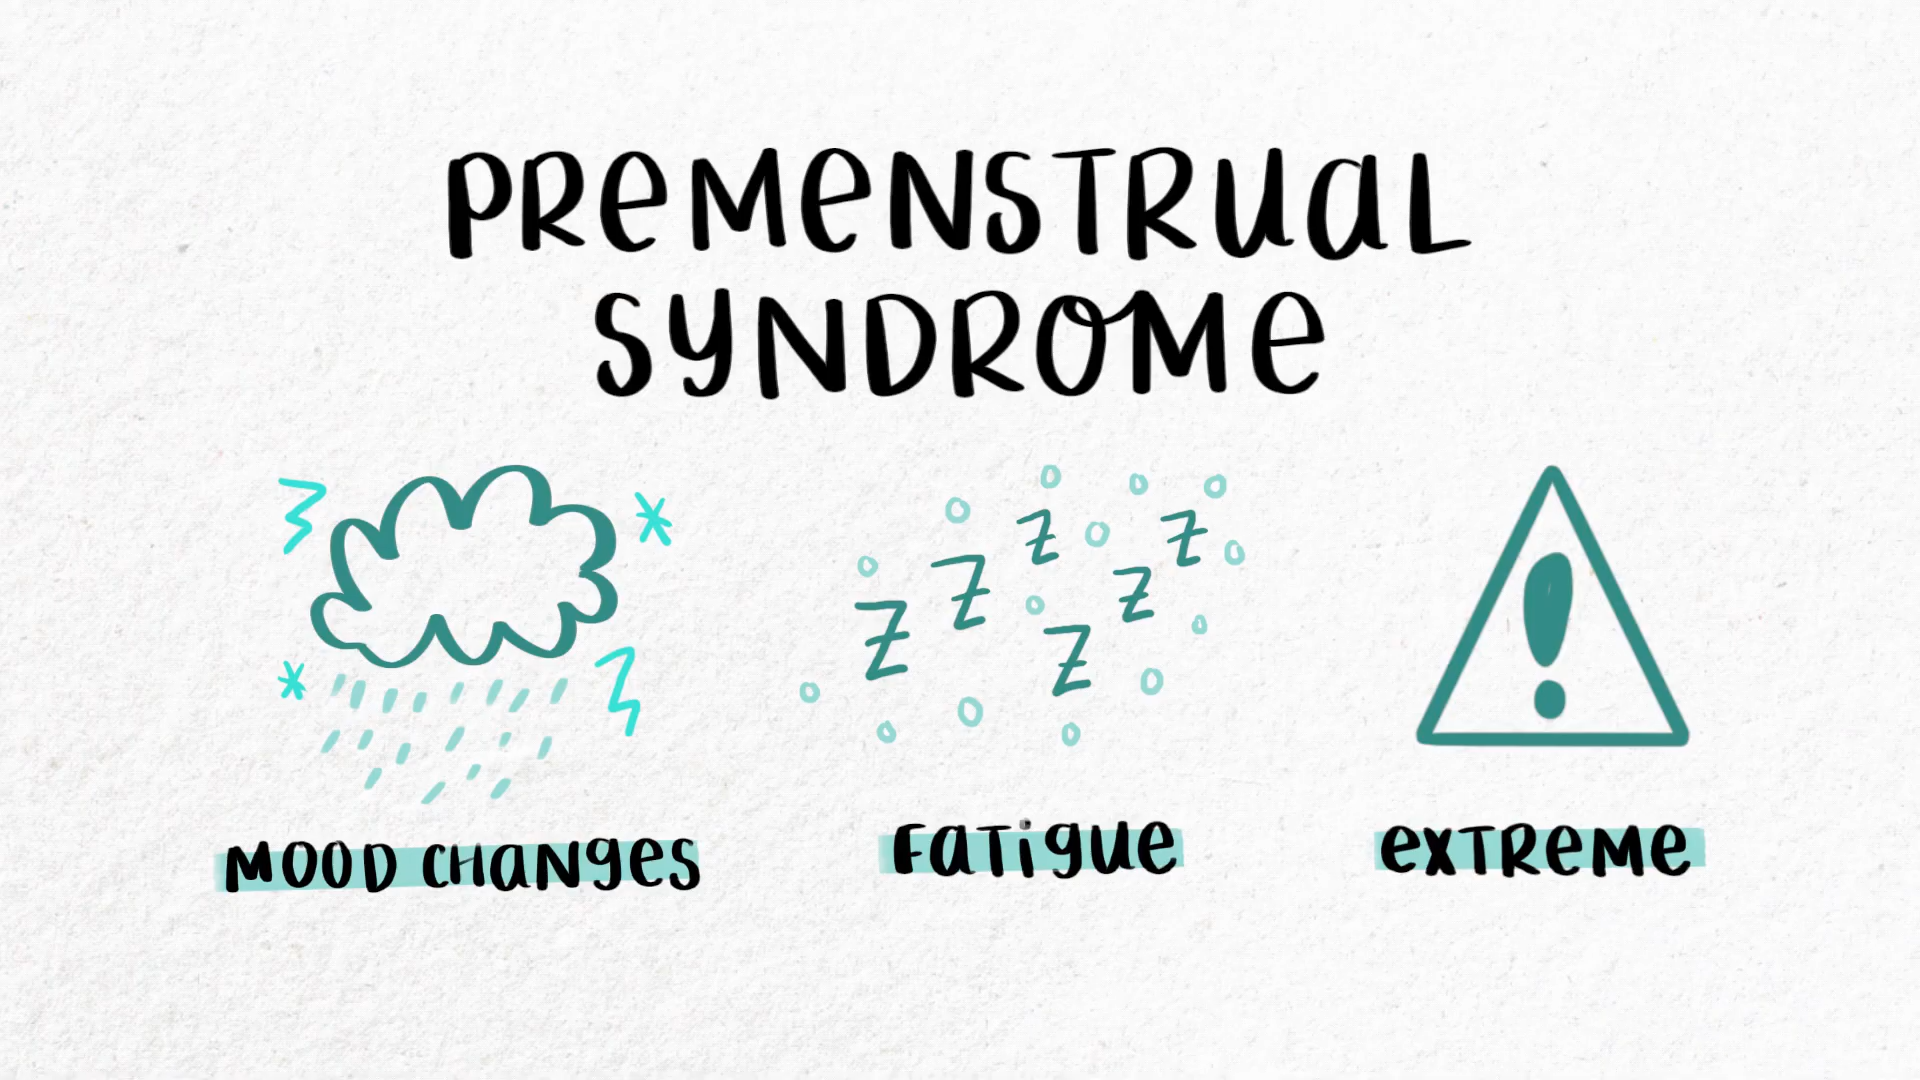 PREMENSTRUAL
SYNDROME
Z Z Z Z Z Z
MOOD CHANGES
FATIGUE
EXTREME